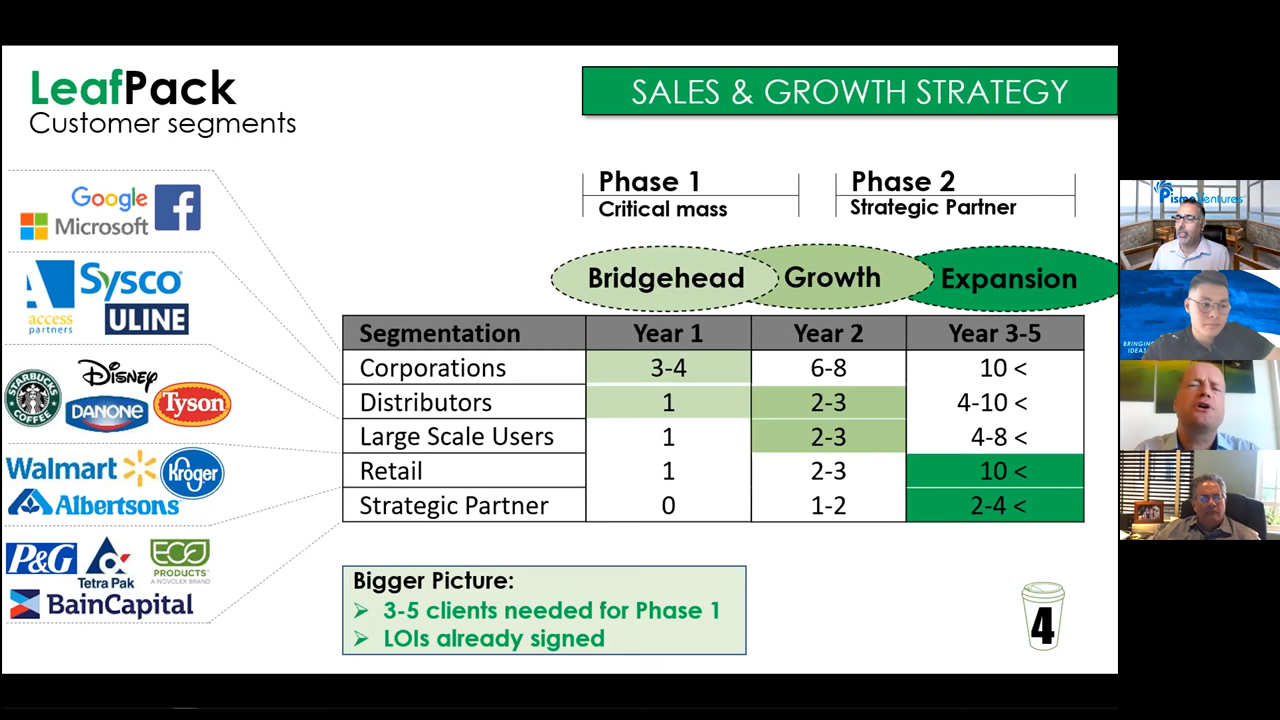 LeafPack
Customer segments
SALES & GROWTH STRATEGY
Phase 1
Critical mass
Phase 2
Strategic Partner
Bridgehead
Growth
Expansion
Segmentation Year 1 Year 2 Year 3-5
Corporations 3-4 6-8 10 <
Distributors 1 2-3 4-10 <
Large Scale Users 1 2-3 4-8 <
Retail 1 2-3 10 <
Strategic Partner 0 1-2 2-4 <
Google
Microsoft
f
Sysco
access
partners
ULINE
STARBUCKS
COFFEE
Disney
DANONE
Tyson
Walmart
Kroger
Albertsons
P&G
Tetra Pak
ECO
PRODUCTS
A NOVOLEX BRAND
BainCapital
Bigger Picture:
➢ 3-5 clients needed for Phase 1
➢ LOIs already signed
4
PismoVentures
BRINGING
IDEAS